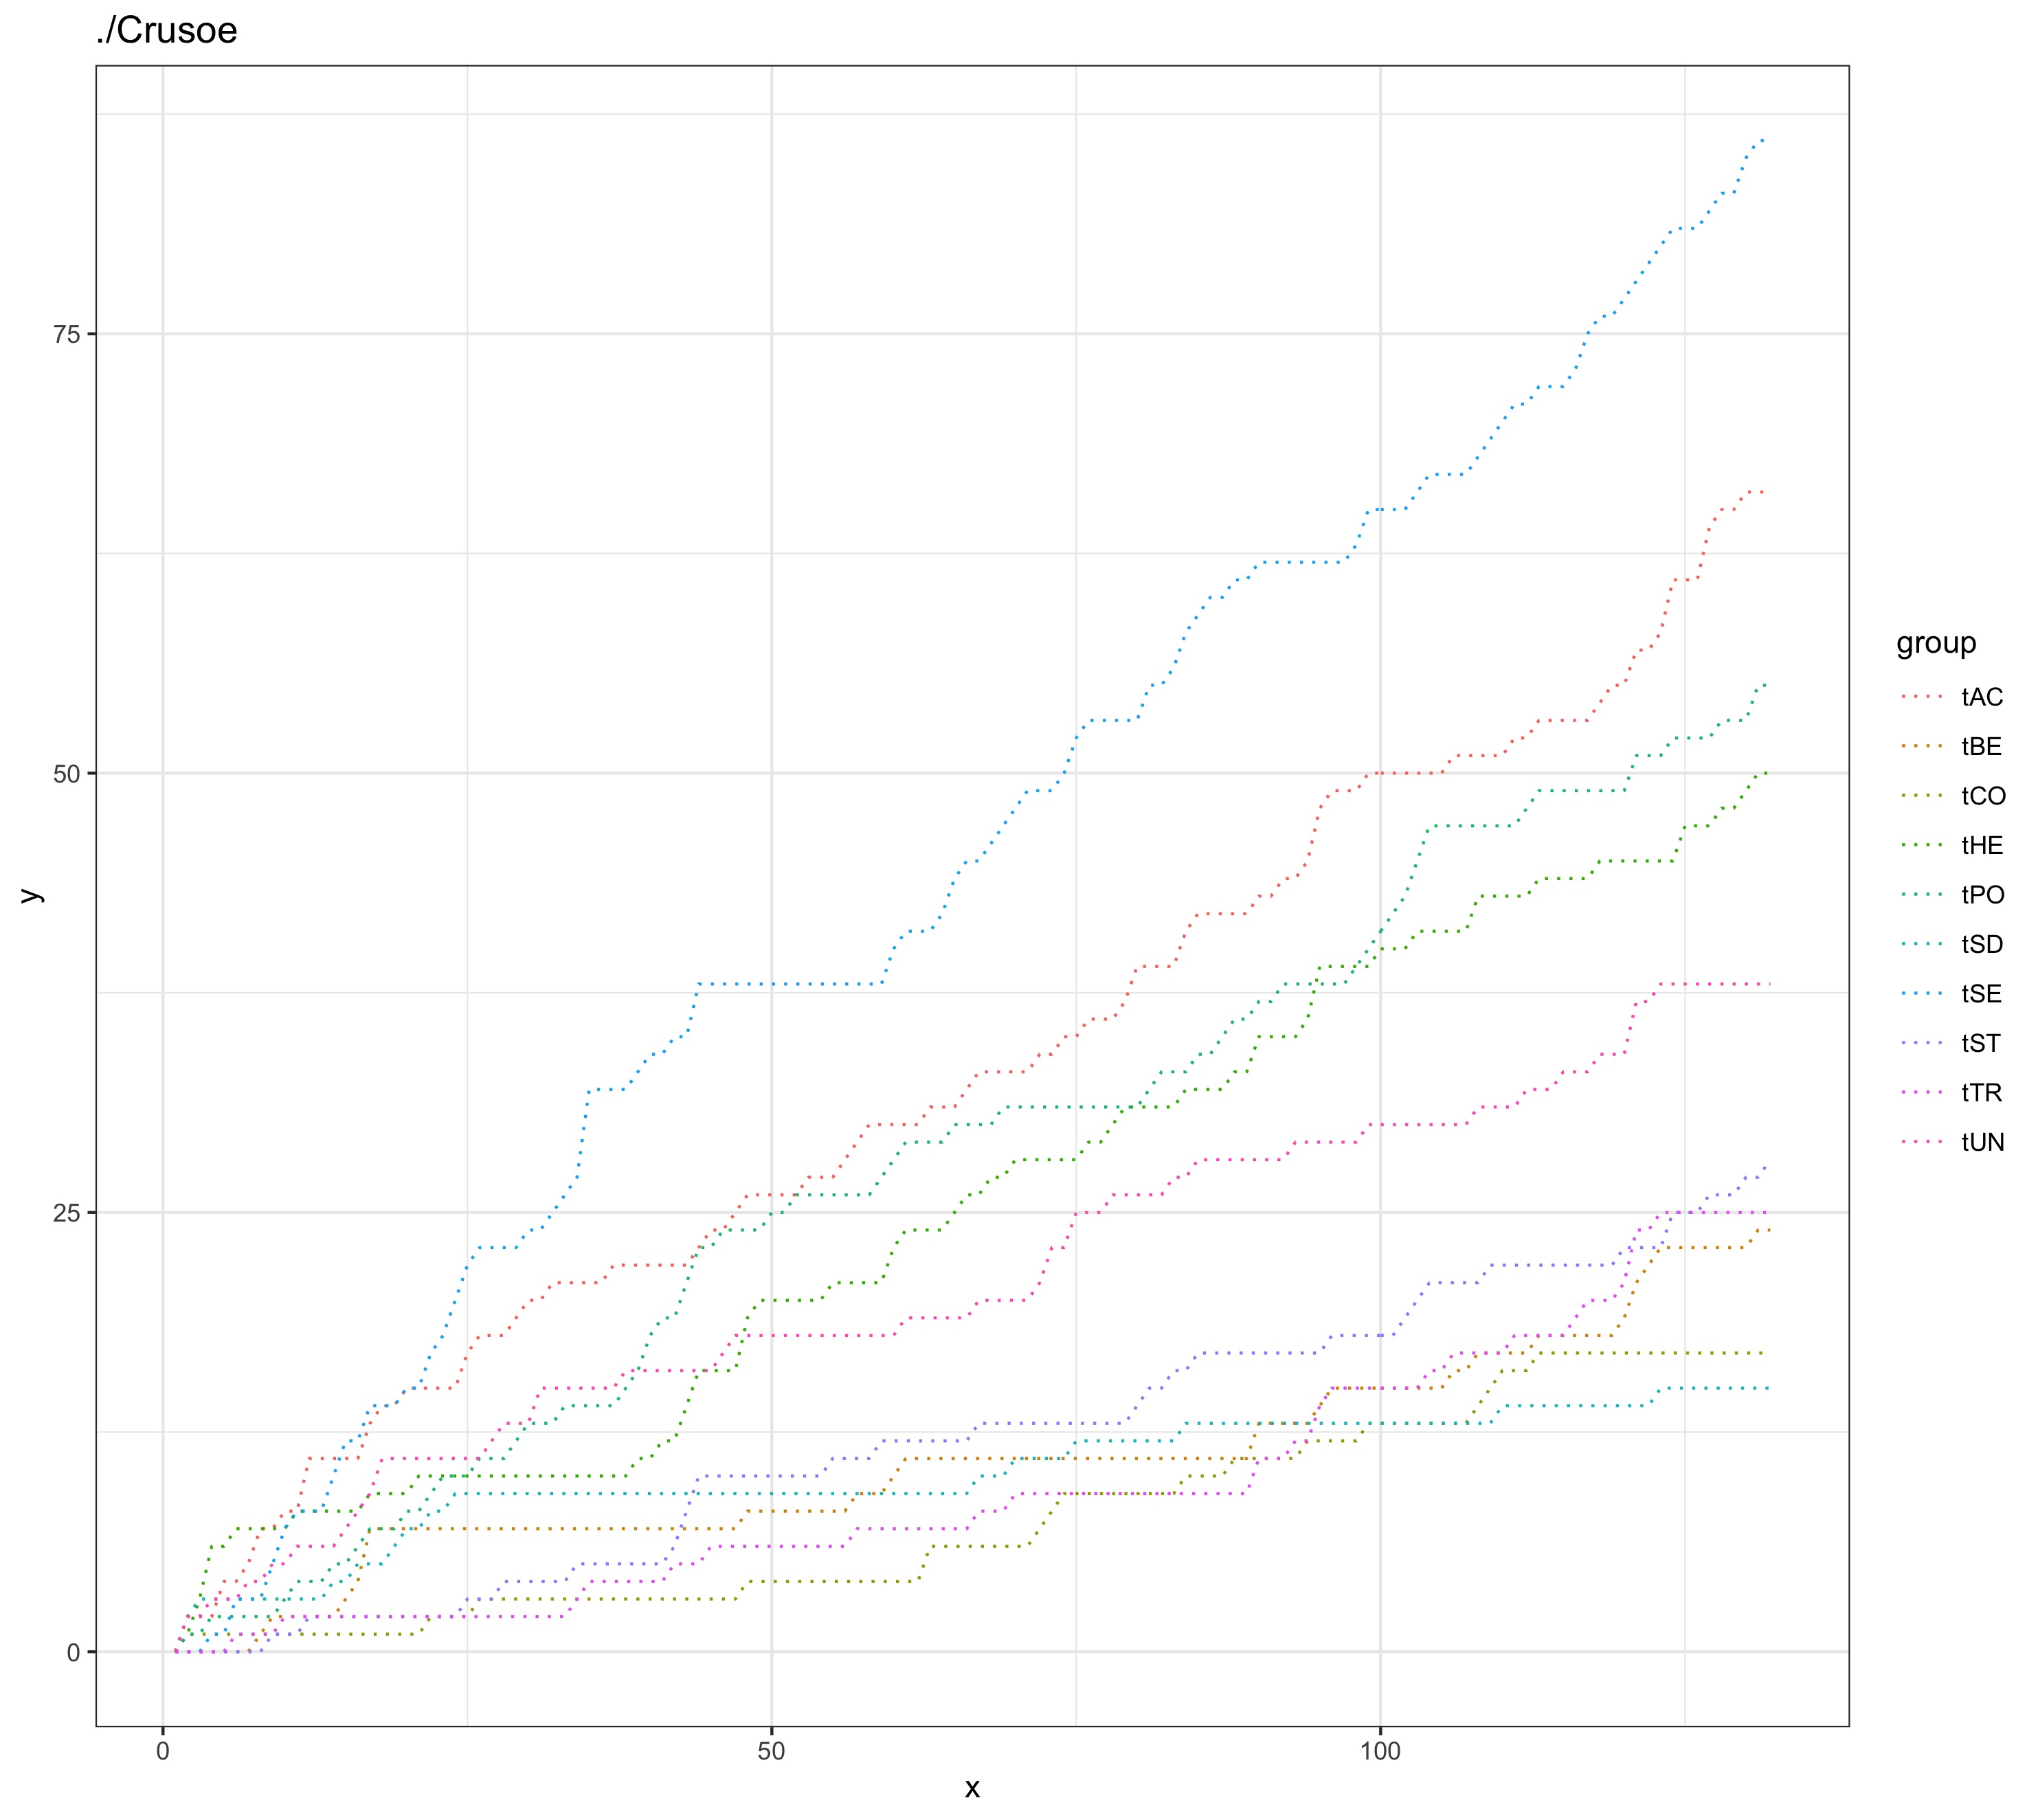 ./Crusoe
75
50
25
0
y
0 50 100
x
group
tAC
tBE
tCO
tHE
tPO
tSD
tSE
tST
tTR
tUN